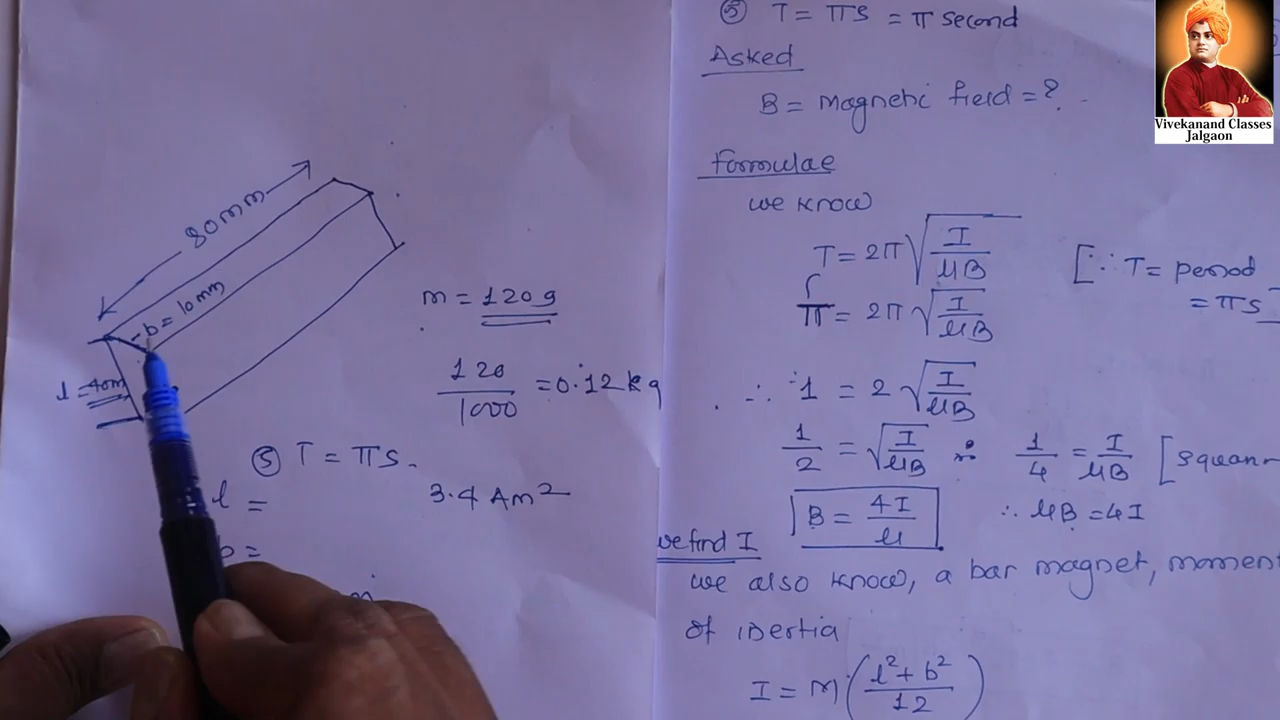 80mm
- b = 10mm
l = 40m
m = 120 g
120/1000 = 0.12 kg
⑤ T = πs.
l =
3.4 Am²
b =
⑤ T = πs = π second
Asked
B = magnetic field = ?
Formulae
we know
T = 2π√(I/μB) [∵ T = period
π = 2π√(I/μB) = πs]
∴ 1 = 2√(I/μB)
1/2 = √(I/μB) ∴ 1/4 = I/μB [squar
B = 4I/μ ∴ μB = 4I
we find I
we also know, a bar magnet, moment
of inertia
I = m((l² + b²)/12)
Vivekanand Classes
Jalgaon